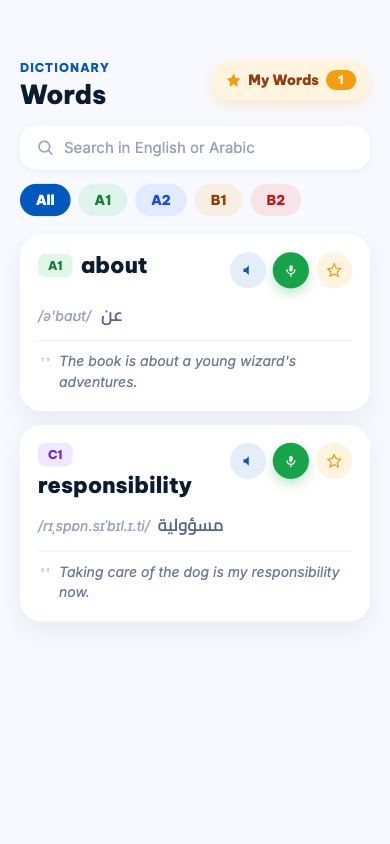 DICTIONARY
Words
My Words 1
Search in English or Arabic
All A1 A2 B1 B2
A1 about
/ə'baʊt/ عن
" The book is about a young wizard's
adventures.
C1
responsibility
/rɪˌspɒn.sɪˈbɪl.ɪ.ti/ مسؤولية
" Taking care of the dog is my responsibility
now.